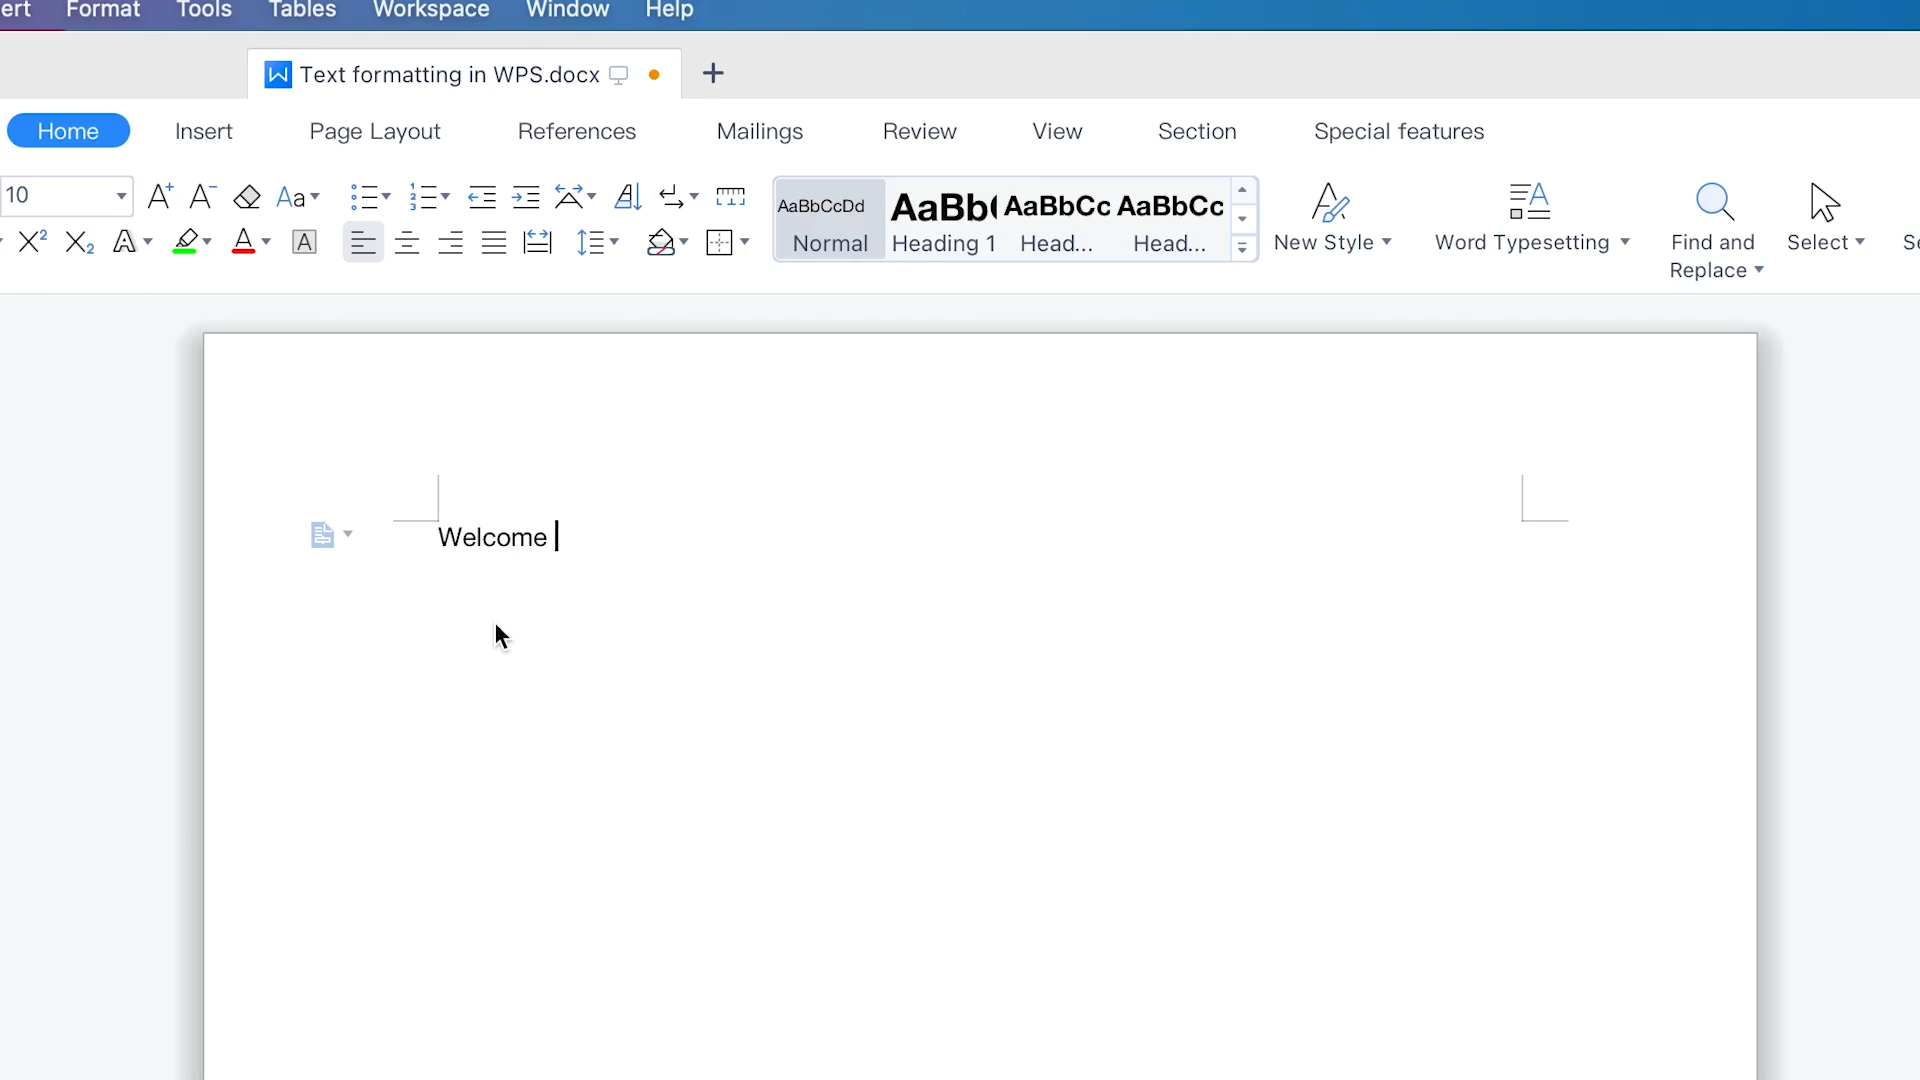 ert Format Tools Tables Workspace Window Help
Text formatting in WPS.docx
Home Insert Page Layout References Mailings Review View Section Special features
10
AaBbCcDd AaBb( AaBbCc AaBbCc
Normal Heading 1 Head... Head...
New Style Word Typesetting Find and Select Se
Replace
Welcome